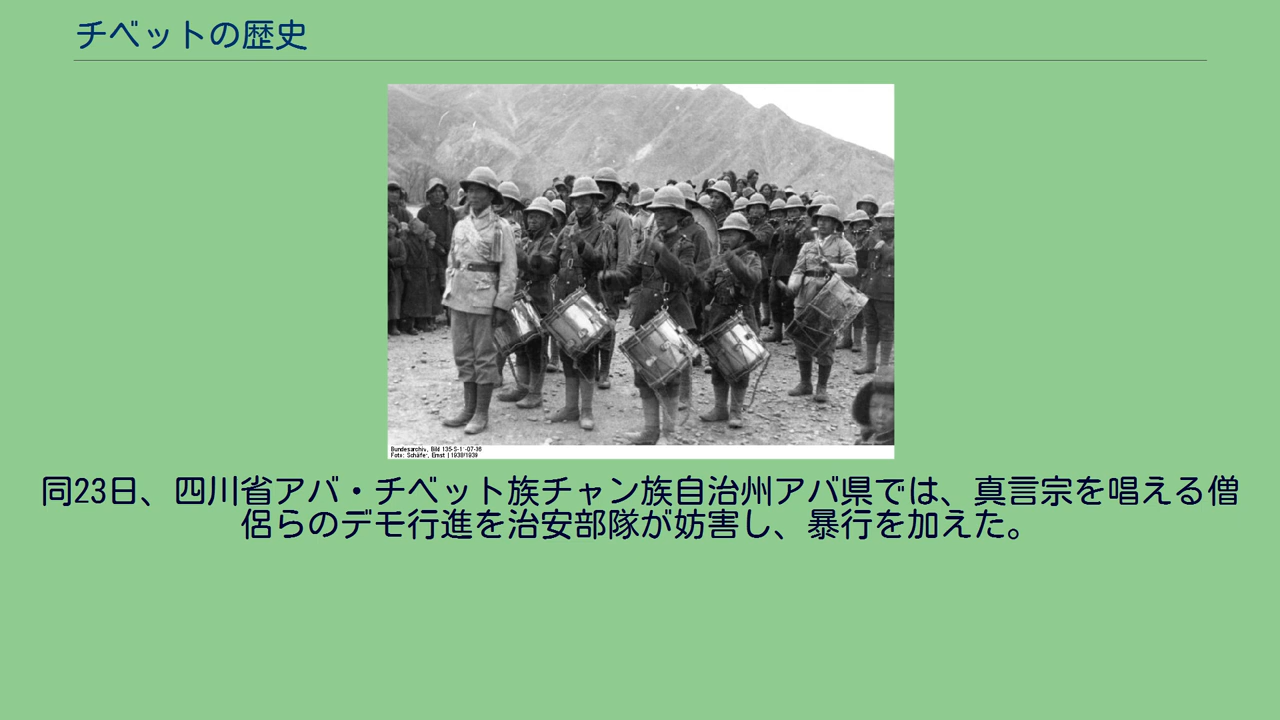 チベットの歴史
Bundesarchiv, Bild 135-S-11-07-36
Foto: Schäfer, Ernst | 1938/1939
同23日、四川省アバ・チベット族チャン族自治州アバ県では、真言宗を唱える僧
侶らのデモ行進を治安部隊が妨害し、暴行を加えた。